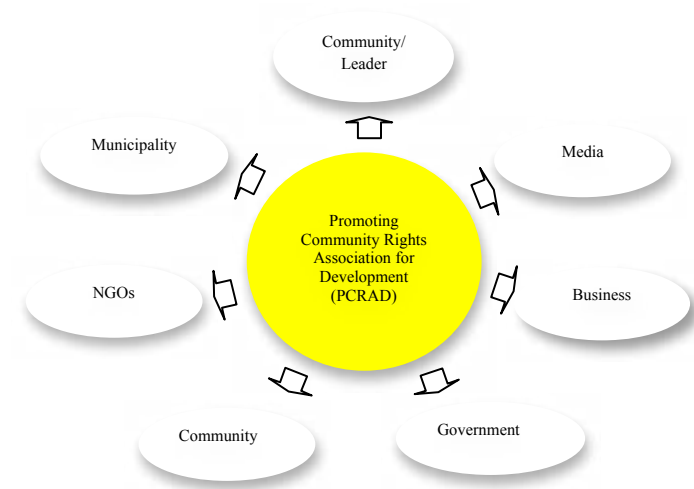 Community/
Leader
Municipality
Media
Promoting
Community Rights
Association for
Development
(PCRAD)
NGOs
Business
Community
Government